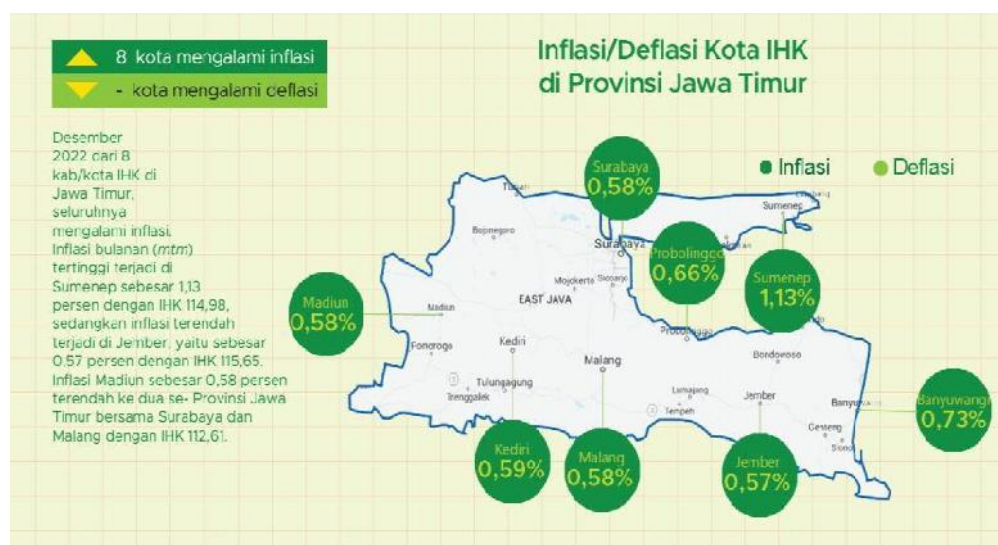 8 kota mengalami inflasi
- kota mengalami deflasi
Inflasi/Deflasi Kota IHK
di Provinsi Jawa Timur
Desember
2022 dari 8
kab/kota IHK di
Jawa Timur,
seluruhnya
mengalami inflasi.
Inflasi bulanan (mtm)
tertinggi terjadi di
Sumenep sebesar 1,13
persen dengan IHK 114,98,
sedangkan inflasi terendah
terjadi di Jember, yaitu sebesar
0,57 persen dengan IHK 115,65.
Inflasi Madiun sebesar 0,58 persen
terendah ke dua se- Provinsi Jawa
Timur bersama Surabaya dan
Malang dengan IHK 112,61.
Inflasi
Deflasi
Surabaya
0,58%
Tuban
Sumenep
Bojonegoro
Surabaya
Probolinggo
0,66%
Sumenep
1,13%
Mojokerto
Sidoarjo
EAST JAVA
Madiun
0,58%
Madiun
Probolinggo
Ponorogo
Kediri
Malang
Bondowoso
Tulungagung
Trenggalek
Lumajang
Jember
Tempeh
Banyuwangi
0,73%
Genteng
Kediri
0,59%
Malang
0,58%
Jember
0,57%